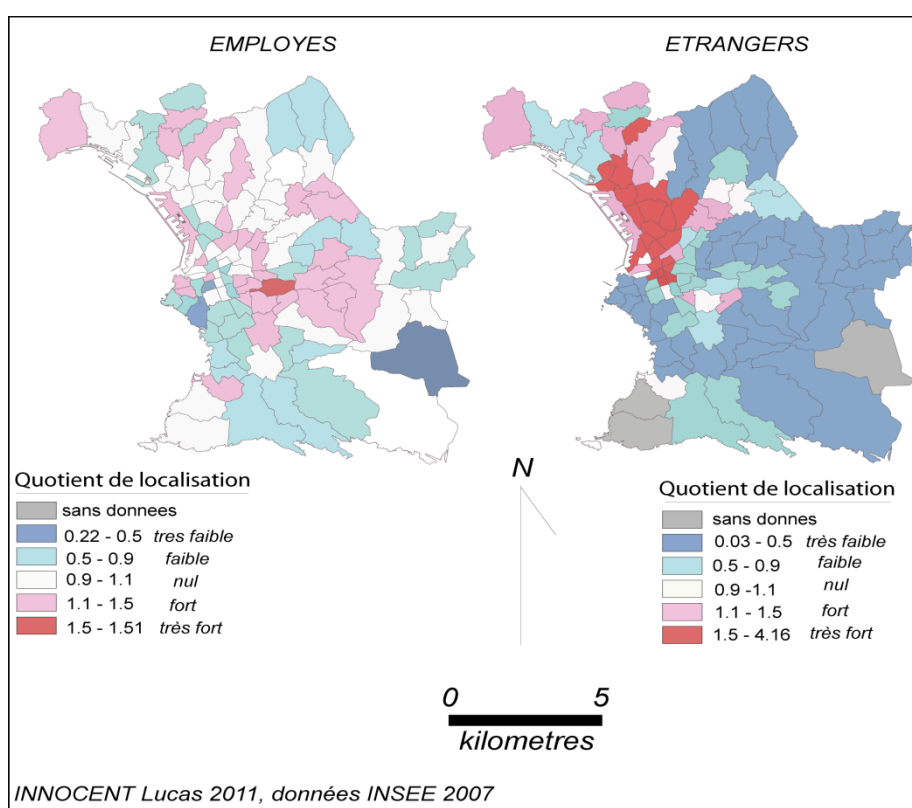 EMPLOYES
ETRANGERS
Quotient de localisation
sans donnees
0.22 - 0.5 tres faible
0.5 - 0.9 faible
0.9 - 1.1 nul
1.1 - 1.5 fort
1.5 - 1.51 très fort
N
Quotient de localisation
sans donnes
0.03 - 0.5 très faible
0.5 - 0.9 faible
0.9 -1.1 nul
1.1 - 1.5 fort
1.5 - 4.16 très fort
0 5
kilometres
INNOCENT Lucas 2011, données INSEE 2007